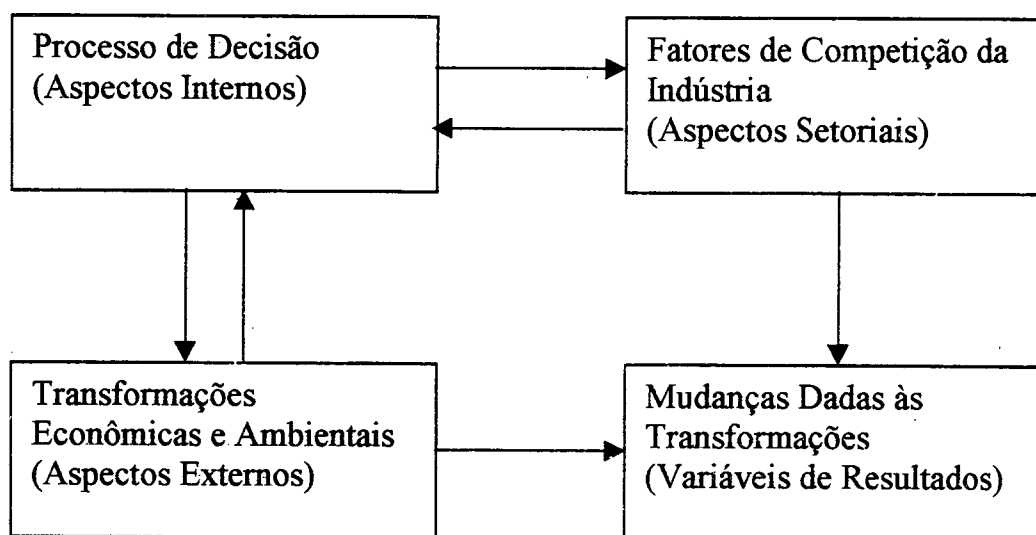 Processo de Decisão
(Aspectos Internos)
Fatores de Competição da
Indústria
(Aspectos Setoriais)
Transformações
Econômicas e Ambientais
(Aspectos Externos)
Mudanças Dadas às
Transformações
(Variáveis de Resultados)